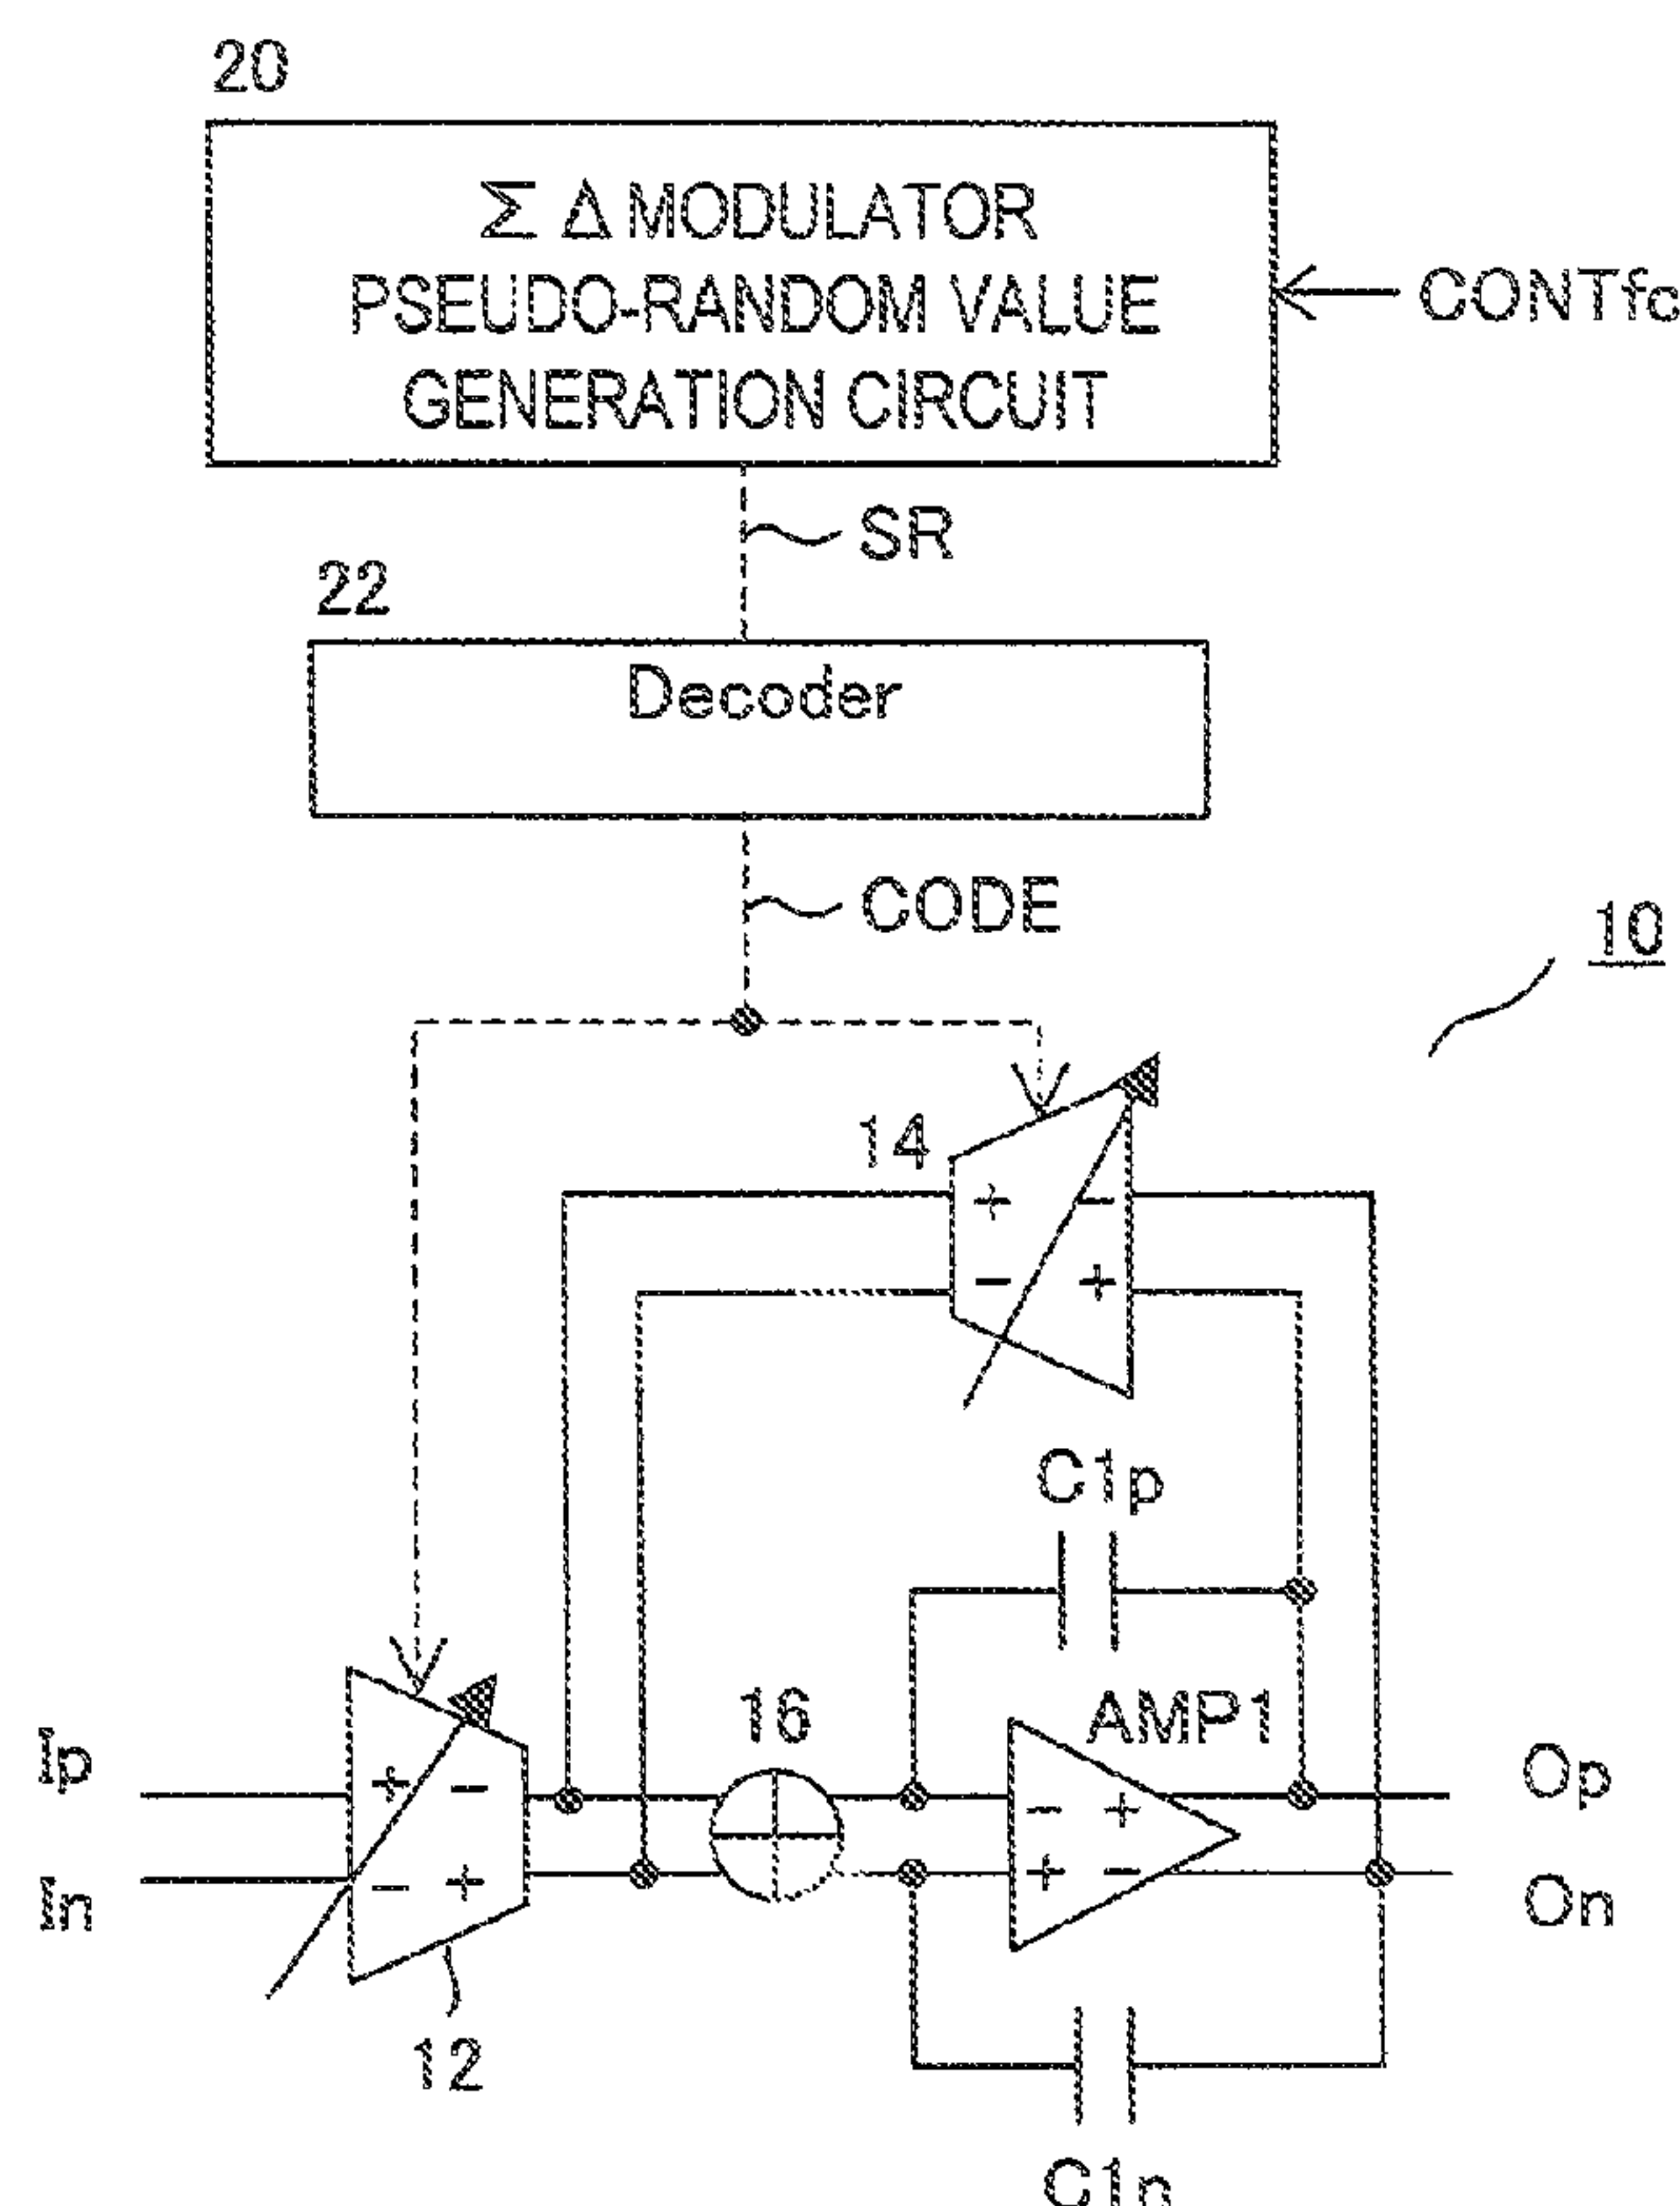 20
Σ Δ MODULATOR
PSEUDO-RANDOM VALUE
GENERATION CIRCUIT
CONTfc
SR
22
Decoder
CODE
10
14
+ −
− +
C1p
16
AMP1
Ip
+ −
− +
Op
In
− +
+ −
On
12
C1n